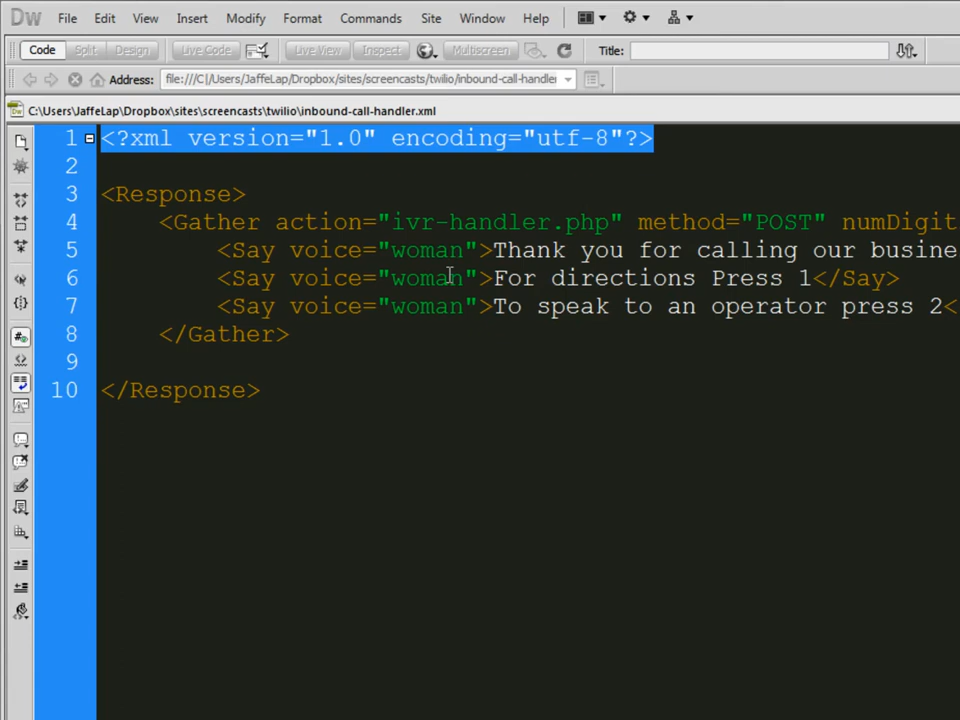 Dw File Edit View Insert Modify Format Commands Site Window Help
Code Split Design Live Code Live View Inspect Multiscreen Title:
Address: file:///C|/Users/JaffeLap/Dropbox/sites/screencasts/twilio/inbound-call-handler
C:\Users\JaffeLap\Dropbox\sites\screencasts\twilio\inbound-call-handler.xml
1 <?xml version="1.0" encoding="utf-8"?>
2
3 <Response>
4 <Gather action="ivr-handler.php" method="POST" numDigit
5 <Say voice="woman">Thank you for calling our busine
6 <Say voice="woman">For directions Press 1</Say>
7 <Say voice="woman">To speak to an operator press 2<
8 </Gather>
9
10 </Response>